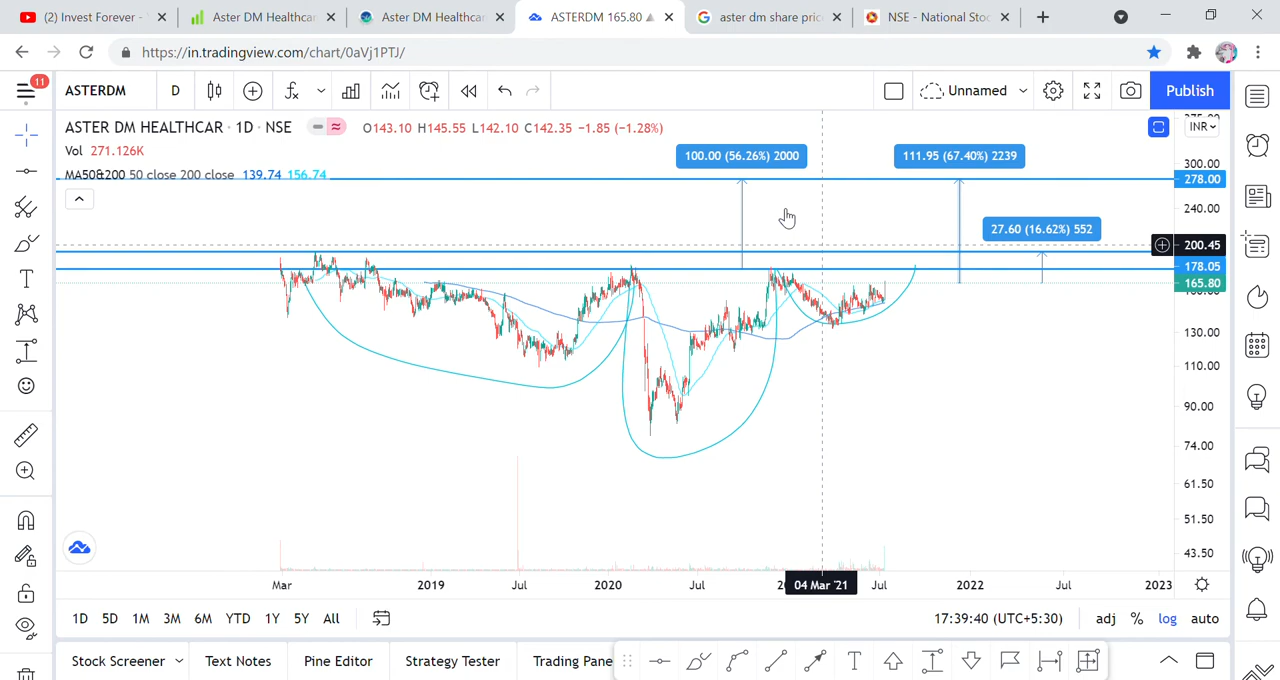 (2) Invest Forever -
Aster DM Healthcar
Aster DM Healthcar
ASTERDM 165.80
aster dm share pric
NSE - National Stoc
https://in.tradingview.com/chart/0aVj1PTJ/
11
ASTERDM
D
Unnamed
Publish
ASTER DM HEALTHCAR · 1D · NSE
O143.10 H145.55 L142.10 C142.35 −1.85 (−1.28%)
INR
Vol 271.126K
MA50&200 50 close 200 close 139.74 156.74
100.00 (56.26%) 2000
111.95 (67.40%) 2239
27.60 (16.62%) 552
300.00
278.00
240.00
200.45
178.05
165.80
130.00
110.00
90.00
74.00
61.50
51.50
43.50
Mar
2019
Jul
2020
Jul
04 Mar '21
Jul
2022
Jul
2023
1D 5D 1M 3M 6M YTD 1Y 5Y All
17:39:40 (UTC+5:30)
adj % log auto
Stock Screener
Text Notes
Pine Editor
Strategy Tester
Trading Pane